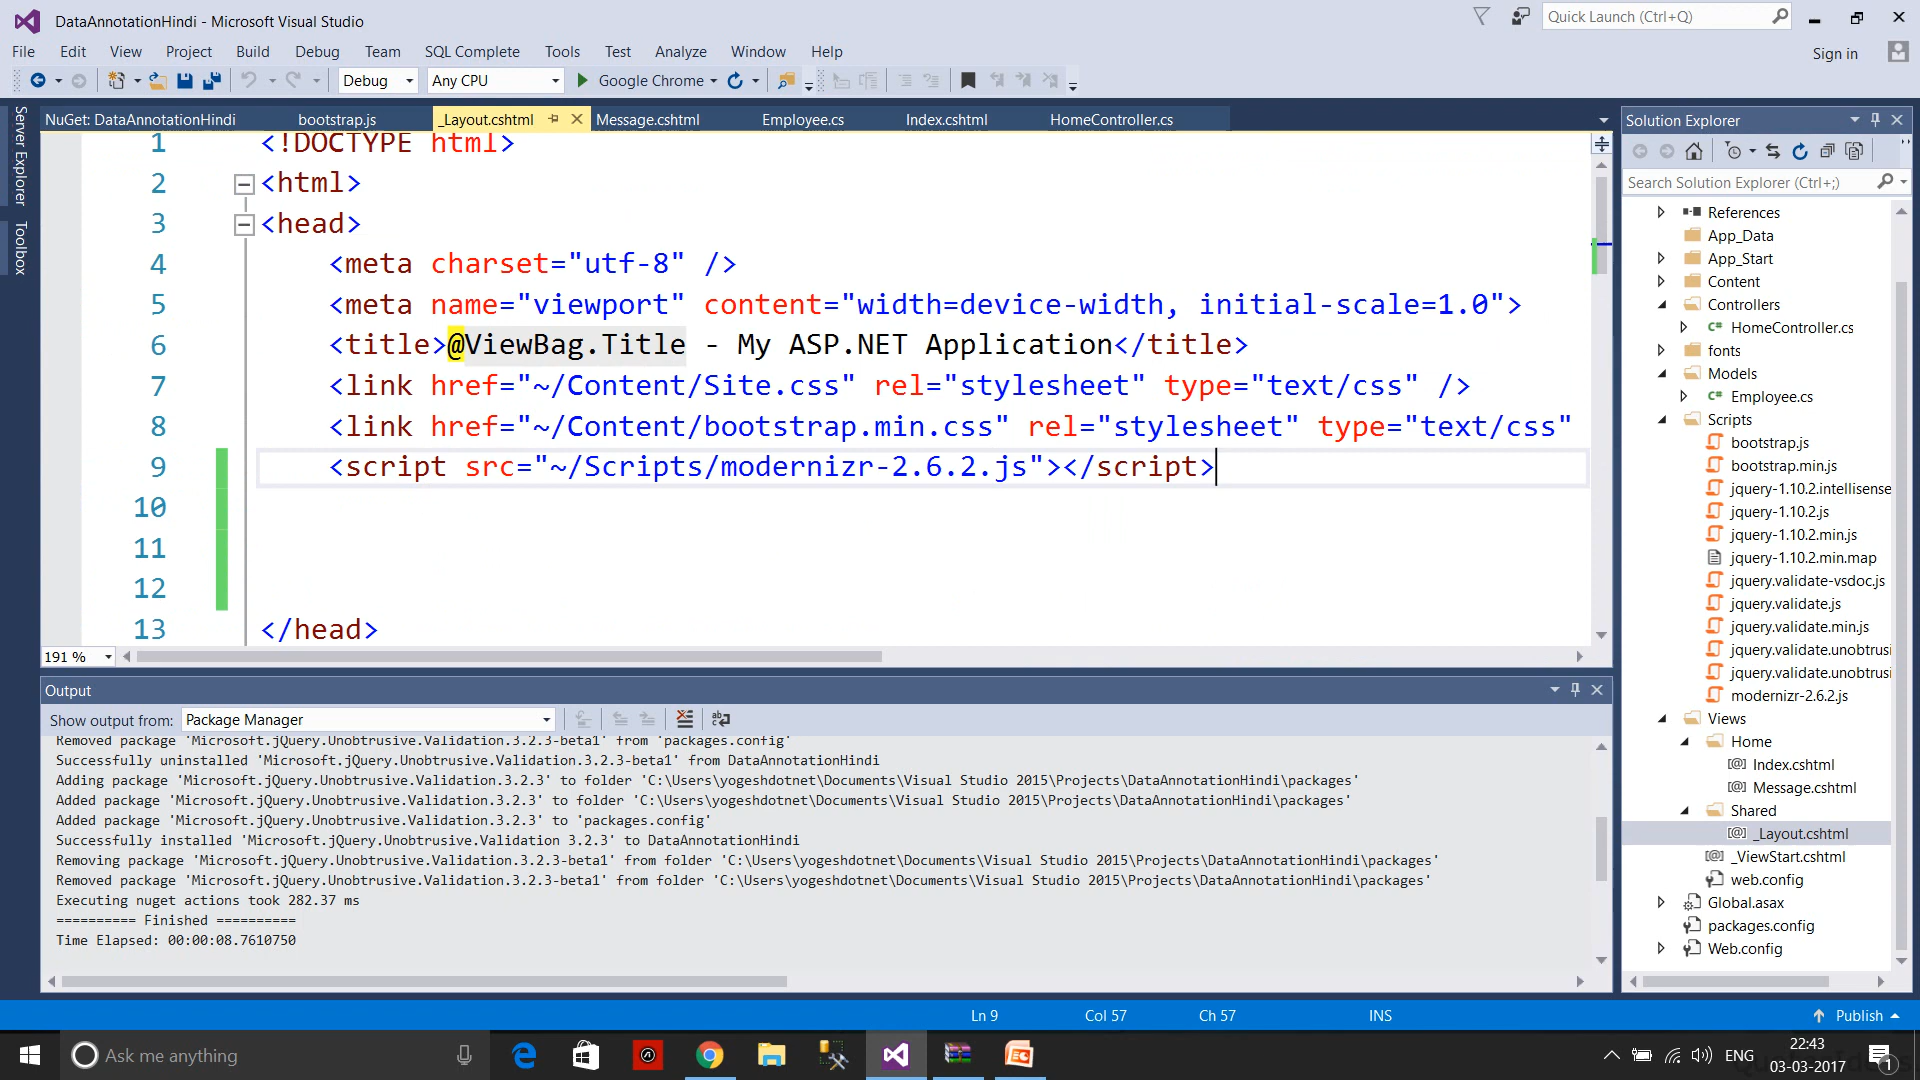 DataAnnotationHindi - Microsoft Visual Studio
Quick Launch (Ctrl+Q)
File Edit View Project Build Debug Team SQL Complete Tools Test Analyze Window Help
Sign in
Debug Any CPU Google Chrome
Server Explorer
Toolbox
NuGet: DataAnnotationHindi bootstrap.js _Layout.cshtml Message.cshtml Employee.cs Index.cshtml HomeController.cs
1 <!DOCTYPE html>
2 <html>
3 <head>
4 <meta charset="utf-8" />
5 <meta name="viewport" content="width=device-width, initial-scale=1.0">
6 <title>@ViewBag.Title - My ASP.NET Application</title>
7 <link href="~/Content/Site.css" rel="stylesheet" type="text/css" />
8 <link href="~/Content/bootstrap.min.css" rel="stylesheet" type="text/css"
9 <script src="~/Scripts/modernizr-2.6.2.js"></script>
10
11
12
13 </head>
191 %
Output
Show output from: Package Manager
Removed package 'Microsoft.jQuery.Unobtrusive.Validation.3.2.3-beta1' from 'packages.config'
Successfully uninstalled 'Microsoft.jQuery.Unobtrusive.Validation.3.2.3-beta1' from DataAnnotationHindi
Adding package 'Microsoft.jQuery.Unobtrusive.Validation.3.2.3' to folder 'C:\Users\yogeshdotnet\Documents\Visual Studio 2015\Projects\DataAnnotationHindi\packages'
Added package 'Microsoft.jQuery.Unobtrusive.Validation.3.2.3' to folder 'C:\Users\yogeshdotnet\Documents\Visual Studio 2015\Projects\DataAnnotationHindi\packages'
Added package 'Microsoft.jQuery.Unobtrusive.Validation.3.2.3' to 'packages.config'
Successfully installed 'Microsoft.jQuery.Unobtrusive.Validation 3.2.3' to DataAnnotationHindi
Removing package 'Microsoft.jQuery.Unobtrusive.Validation.3.2.3-beta1' from folder 'C:\Users\yogeshdotnet\Documents\Visual Studio 2015\Projects\DataAnnotationHindi\packages'
Removed package 'Microsoft.jQuery.Unobtrusive.Validation.3.2.3-beta1' from folder 'C:\Users\yogeshdotnet\Documents\Visual Studio 2015\Projects\DataAnnotationHindi\packages'
Executing nuget actions took 282.37 ms
========== Finished ==========
Time Elapsed: 00:00:08.7610750
Solution Explorer
Search Solution Explorer (Ctrl+;)
References
App_Data
App_Start
Content
Controllers
HomeController.cs
fonts
Models
Employee.cs
Scripts
bootstrap.js
bootstrap.min.js
jquery-1.10.2.intellisense
jquery-1.10.2.js
jquery-1.10.2.min.js
jquery-1.10.2.min.map
jquery.validate-vsdoc.js
jquery.validate.js
jquery.validate.min.js
jquery.validate.unobtrusi
jquery.validate.unobtrusi
modernizr-2.6.2.js
Views
Home
Index.cshtml
Message.cshtml
Shared
_Layout.cshtml
_ViewStart.cshtml
web.config
Global.asax
packages.config
Web.config
Ln 9 Col 57 Ch 57 INS Publish
Ask me anything
ENG
22:43
03-03-2017
1